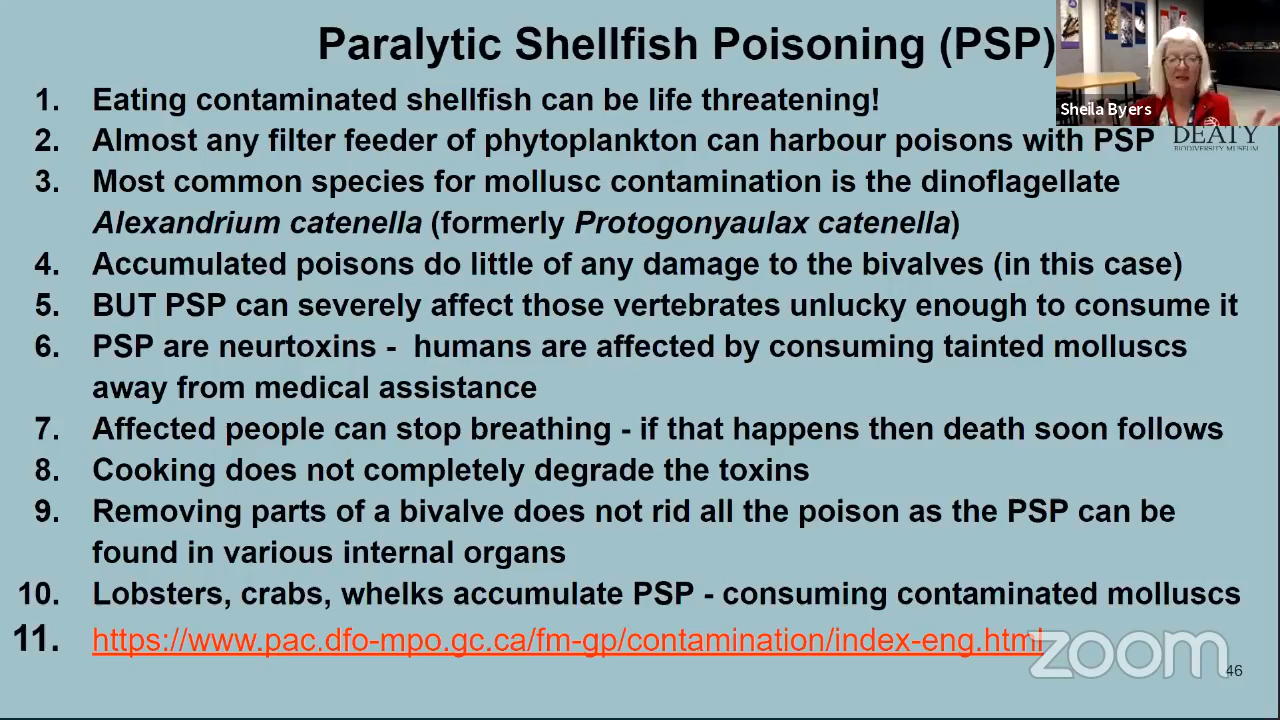 Paralytic Shellfish Poisoning (PSP)
Sheila Byers
BEATY
BIODIVERSITY MUSEUM
1. Eating contaminated shellfish can be life threatening!
2. Almost any filter feeder of phytoplankton can harbour poisons with PSP
3. Most common species for mollusc contamination is the dinoflagellate
Alexandrium catenella (formerly Protogonyaulax catenella)
4. Accumulated poisons do little of any damage to the bivalves (in this case)
5. BUT PSP can severely affect those vertebrates unlucky enough to consume it
6. PSP are neurtoxins - humans are affected by consuming tainted molluscs
away from medical assistance
7. Affected people can stop breathing - if that happens then death soon follows
8. Cooking does not completely degrade the toxins
9. Removing parts of a bivalve does not rid all the poison as the PSP can be
found in various internal organs
10. Lobsters, crabs, whelks accumulate PSP - consuming contaminated molluscs
11. https://www.pac.dfo-mpo.gc.ca/fm-gp/contamination/index-eng.html
zoom
46